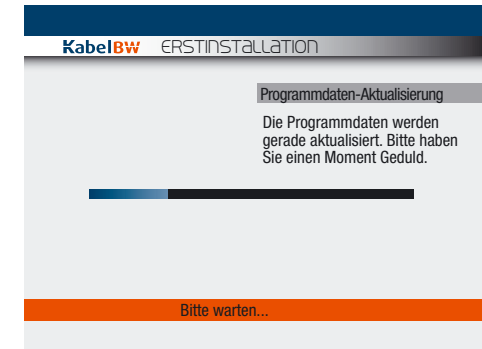 KabelBW ERSTINSTALLATION
Programmdaten-Aktualisierung
Die Programmdaten werden
gerade aktualisiert. Bitte haben
Sie einen Moment Geduld.
Bitte warten...